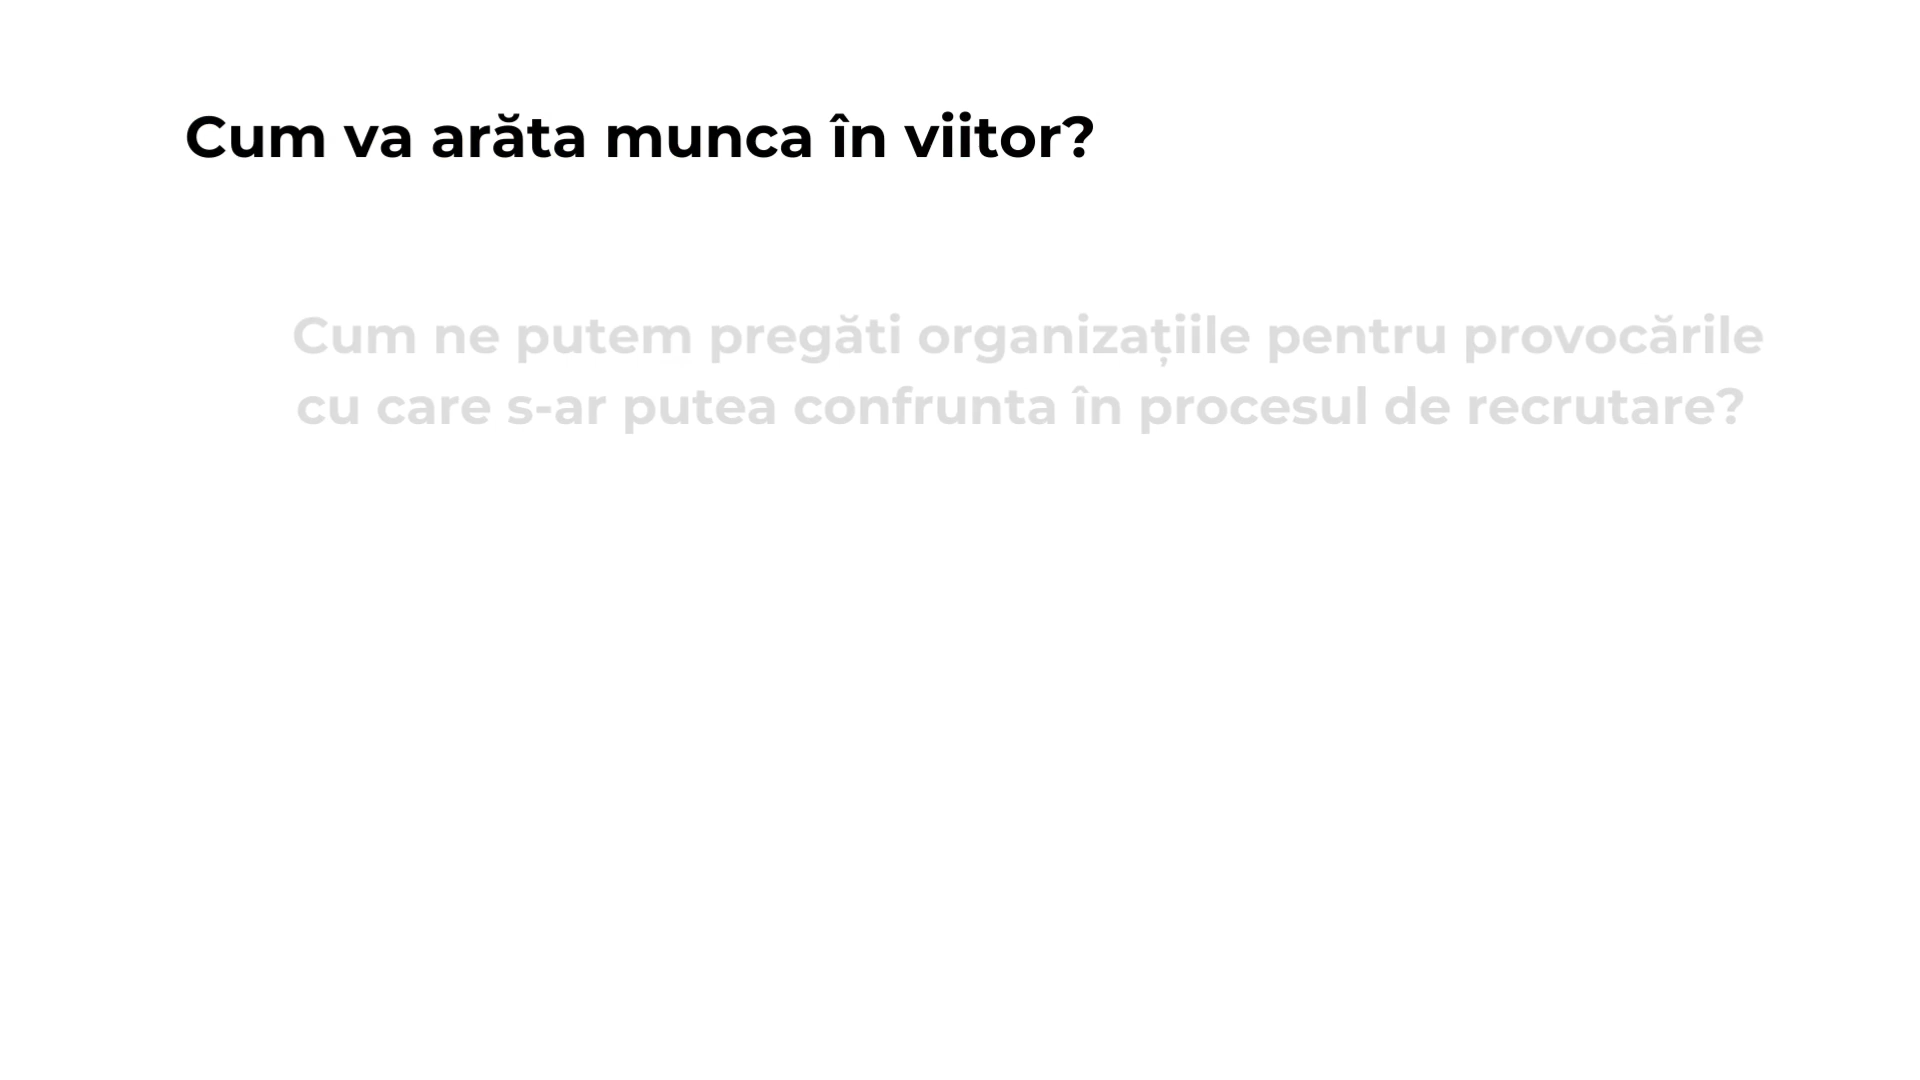 Cum va arăta munca în viitor?
Cum ne putem pregăti organizațiile pentru provocările
cu care s-ar putea confrunta în procesul de recrutare?